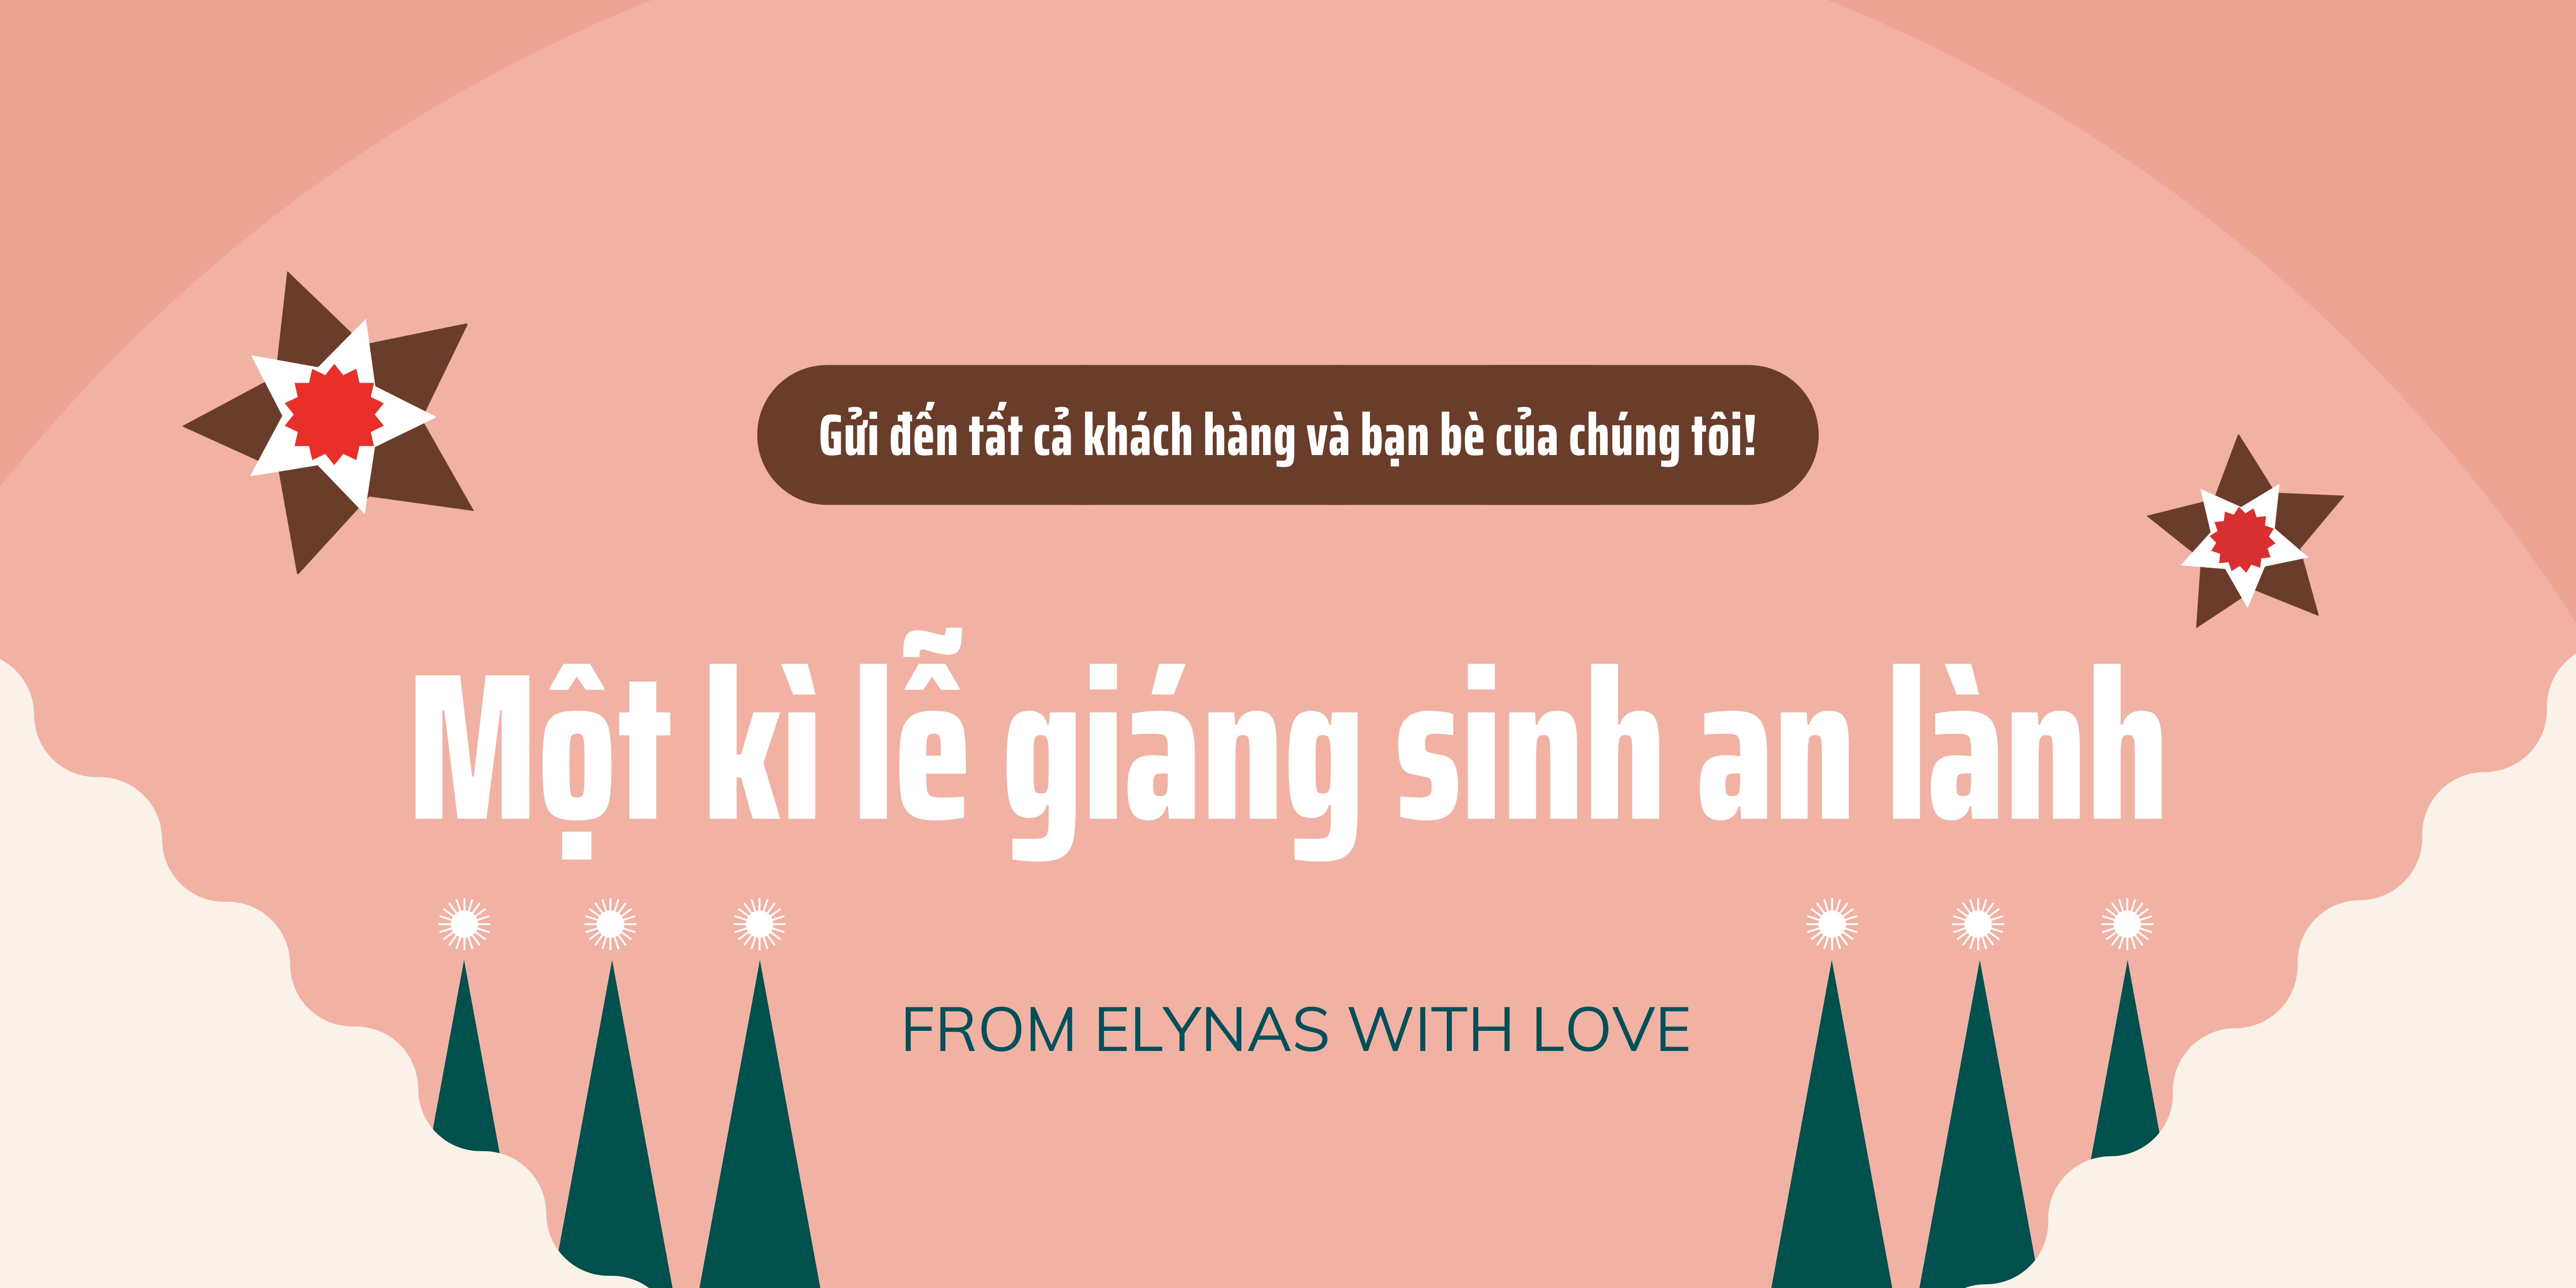 Gửi đến tất cả khách hàng và bạn bè của chúng tôi!
Một kì lễ giáng sinh an lành
FROM ELYNAS WITH LOVE